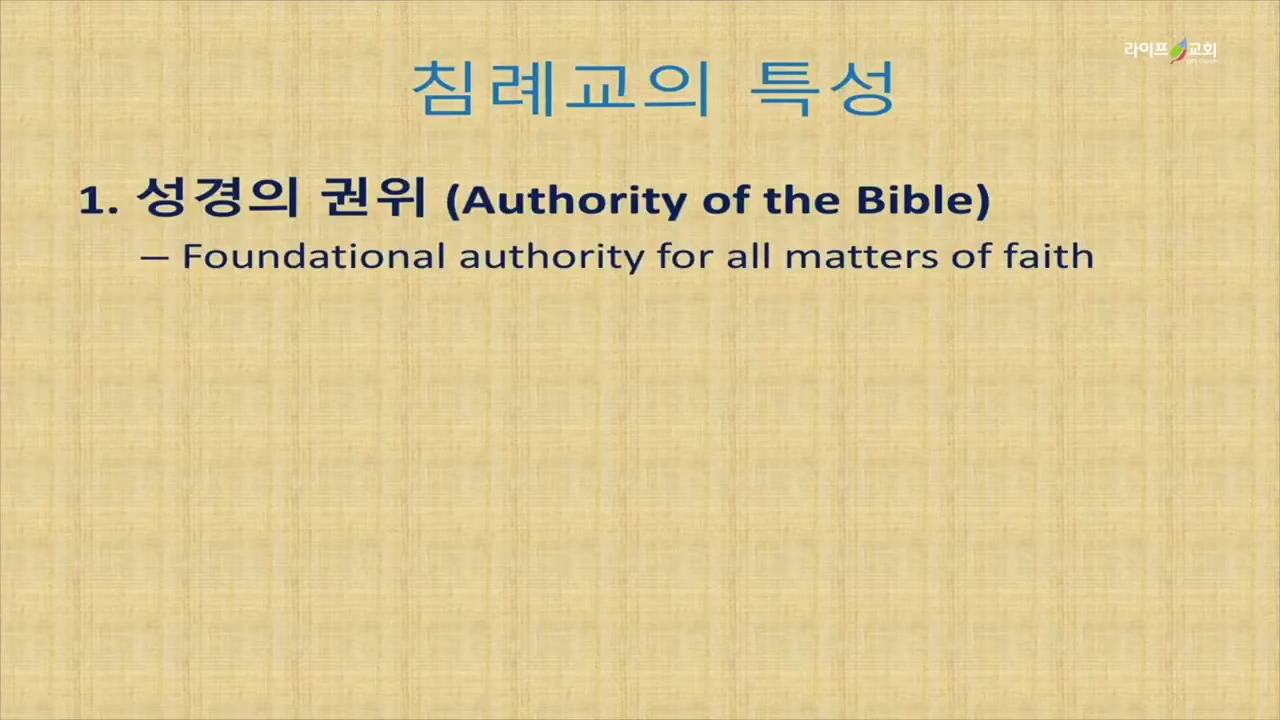 라이프 교회
침례교의 특성
1. 성경의 권위 (Authority of the Bible)
— Foundational authority for all matters of faith